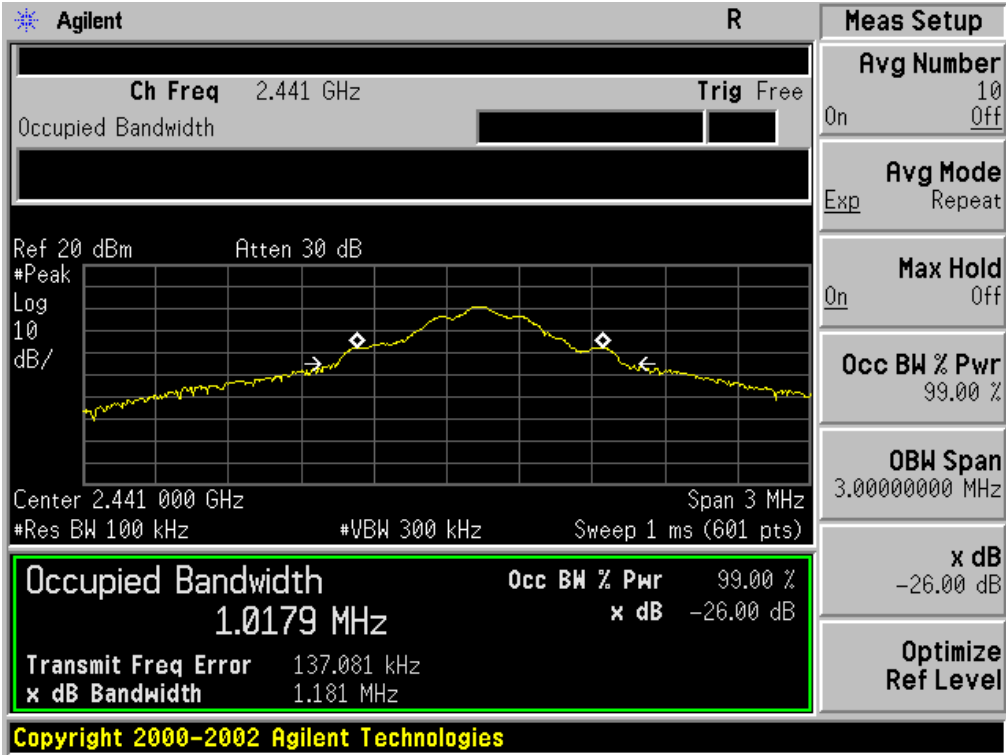 Agilent R
Ch Freq 2.441 GHz Trig Free
Occupied Bandwidth
Ref 20 dBm Atten 30 dB
#Peak
Log
10
dB/
Center 2.441 000 GHz Span 3 MHz
#Res BW 100 kHz #VBW 300 kHz Sweep 1 ms (601 pts)
Occupied Bandwidth Occ BW % Pwr 99.00 %
1.0179 MHz x dB -26.00 dB
Transmit Freq Error 137.081 kHz
x dB Bandwidth 1.181 MHz
Copyright 2000-2002 Agilent Technologies
Meas Setup
Avg Number
10
On Off
Avg Mode
Exp Repeat
Max Hold
On Off
Occ BW % Pwr
99.00 %
OBW Span
3.00000000 MHz
x dB
-26.00 dB
Optimize
Ref Level